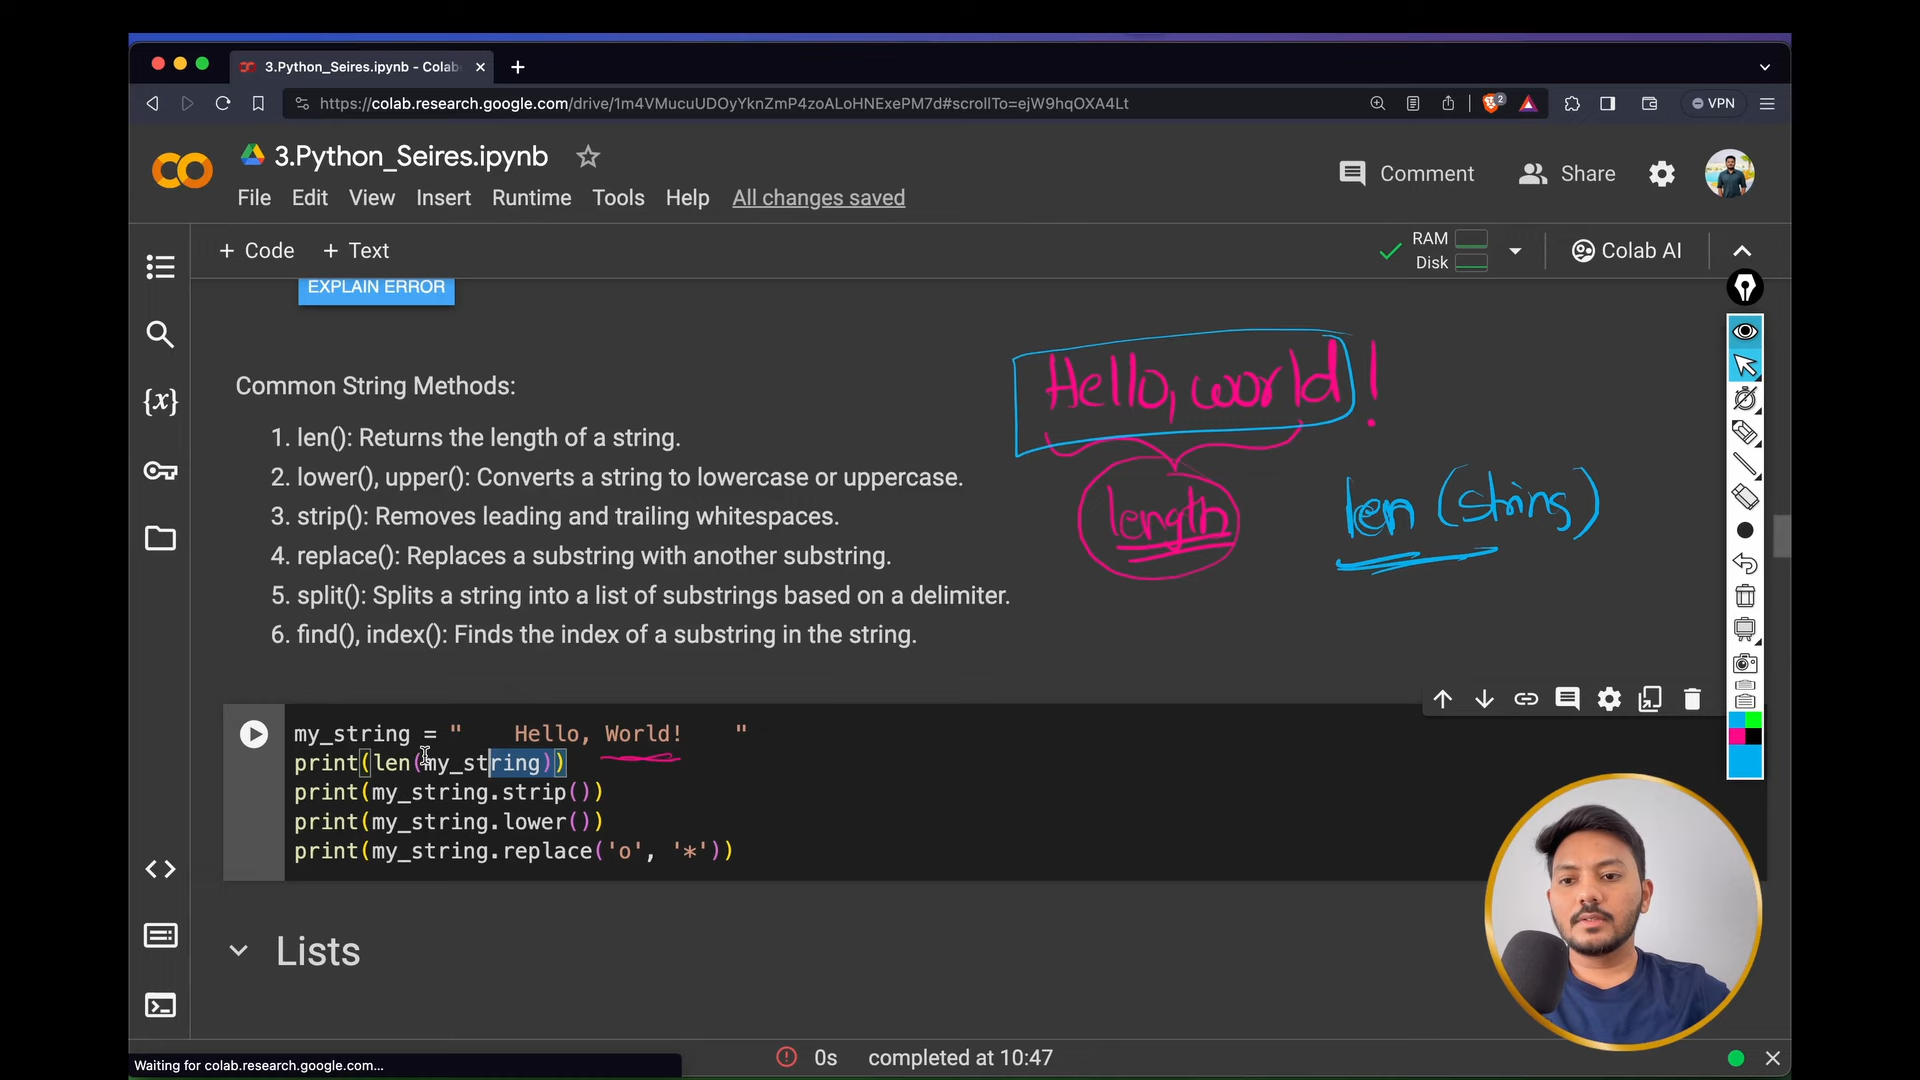 3.Python_Seires.ipynb - Colab
https://colab.research.google.com/drive/1m4VMucuUDOyYknZmP4zoALoHNExePM7d#scrollTo=ejW9hqOXA4Lt
2
VPN
3.Python_Seires.ipynb
Comment
Share
File Edit View Insert Runtime Tools Help All changes saved
+ Code + Text
RAM
Disk
Colab AI
EXPLAIN ERROR
Hello, world!
Common String Methods:
1. len(): Returns the length of a string.
2. lower(), upper(): Converts a string to lowercase or uppercase.
3. strip(): Removes leading and trailing whitespaces.
4. replace(): Replaces a substring with another substring.
5. split(): Splits a string into a list of substrings based on a delimiter.
6. find(), index(): Finds the index of a substring in the string.
length
len (string)
{x}
my_string = "    Hello, World!    "
print(len(my_string))
print(my_string.strip())
print(my_string.lower())
print(my_string.replace('o', '*'))
Lists
0s completed at 10:47
Waiting for colab.research.google.com...